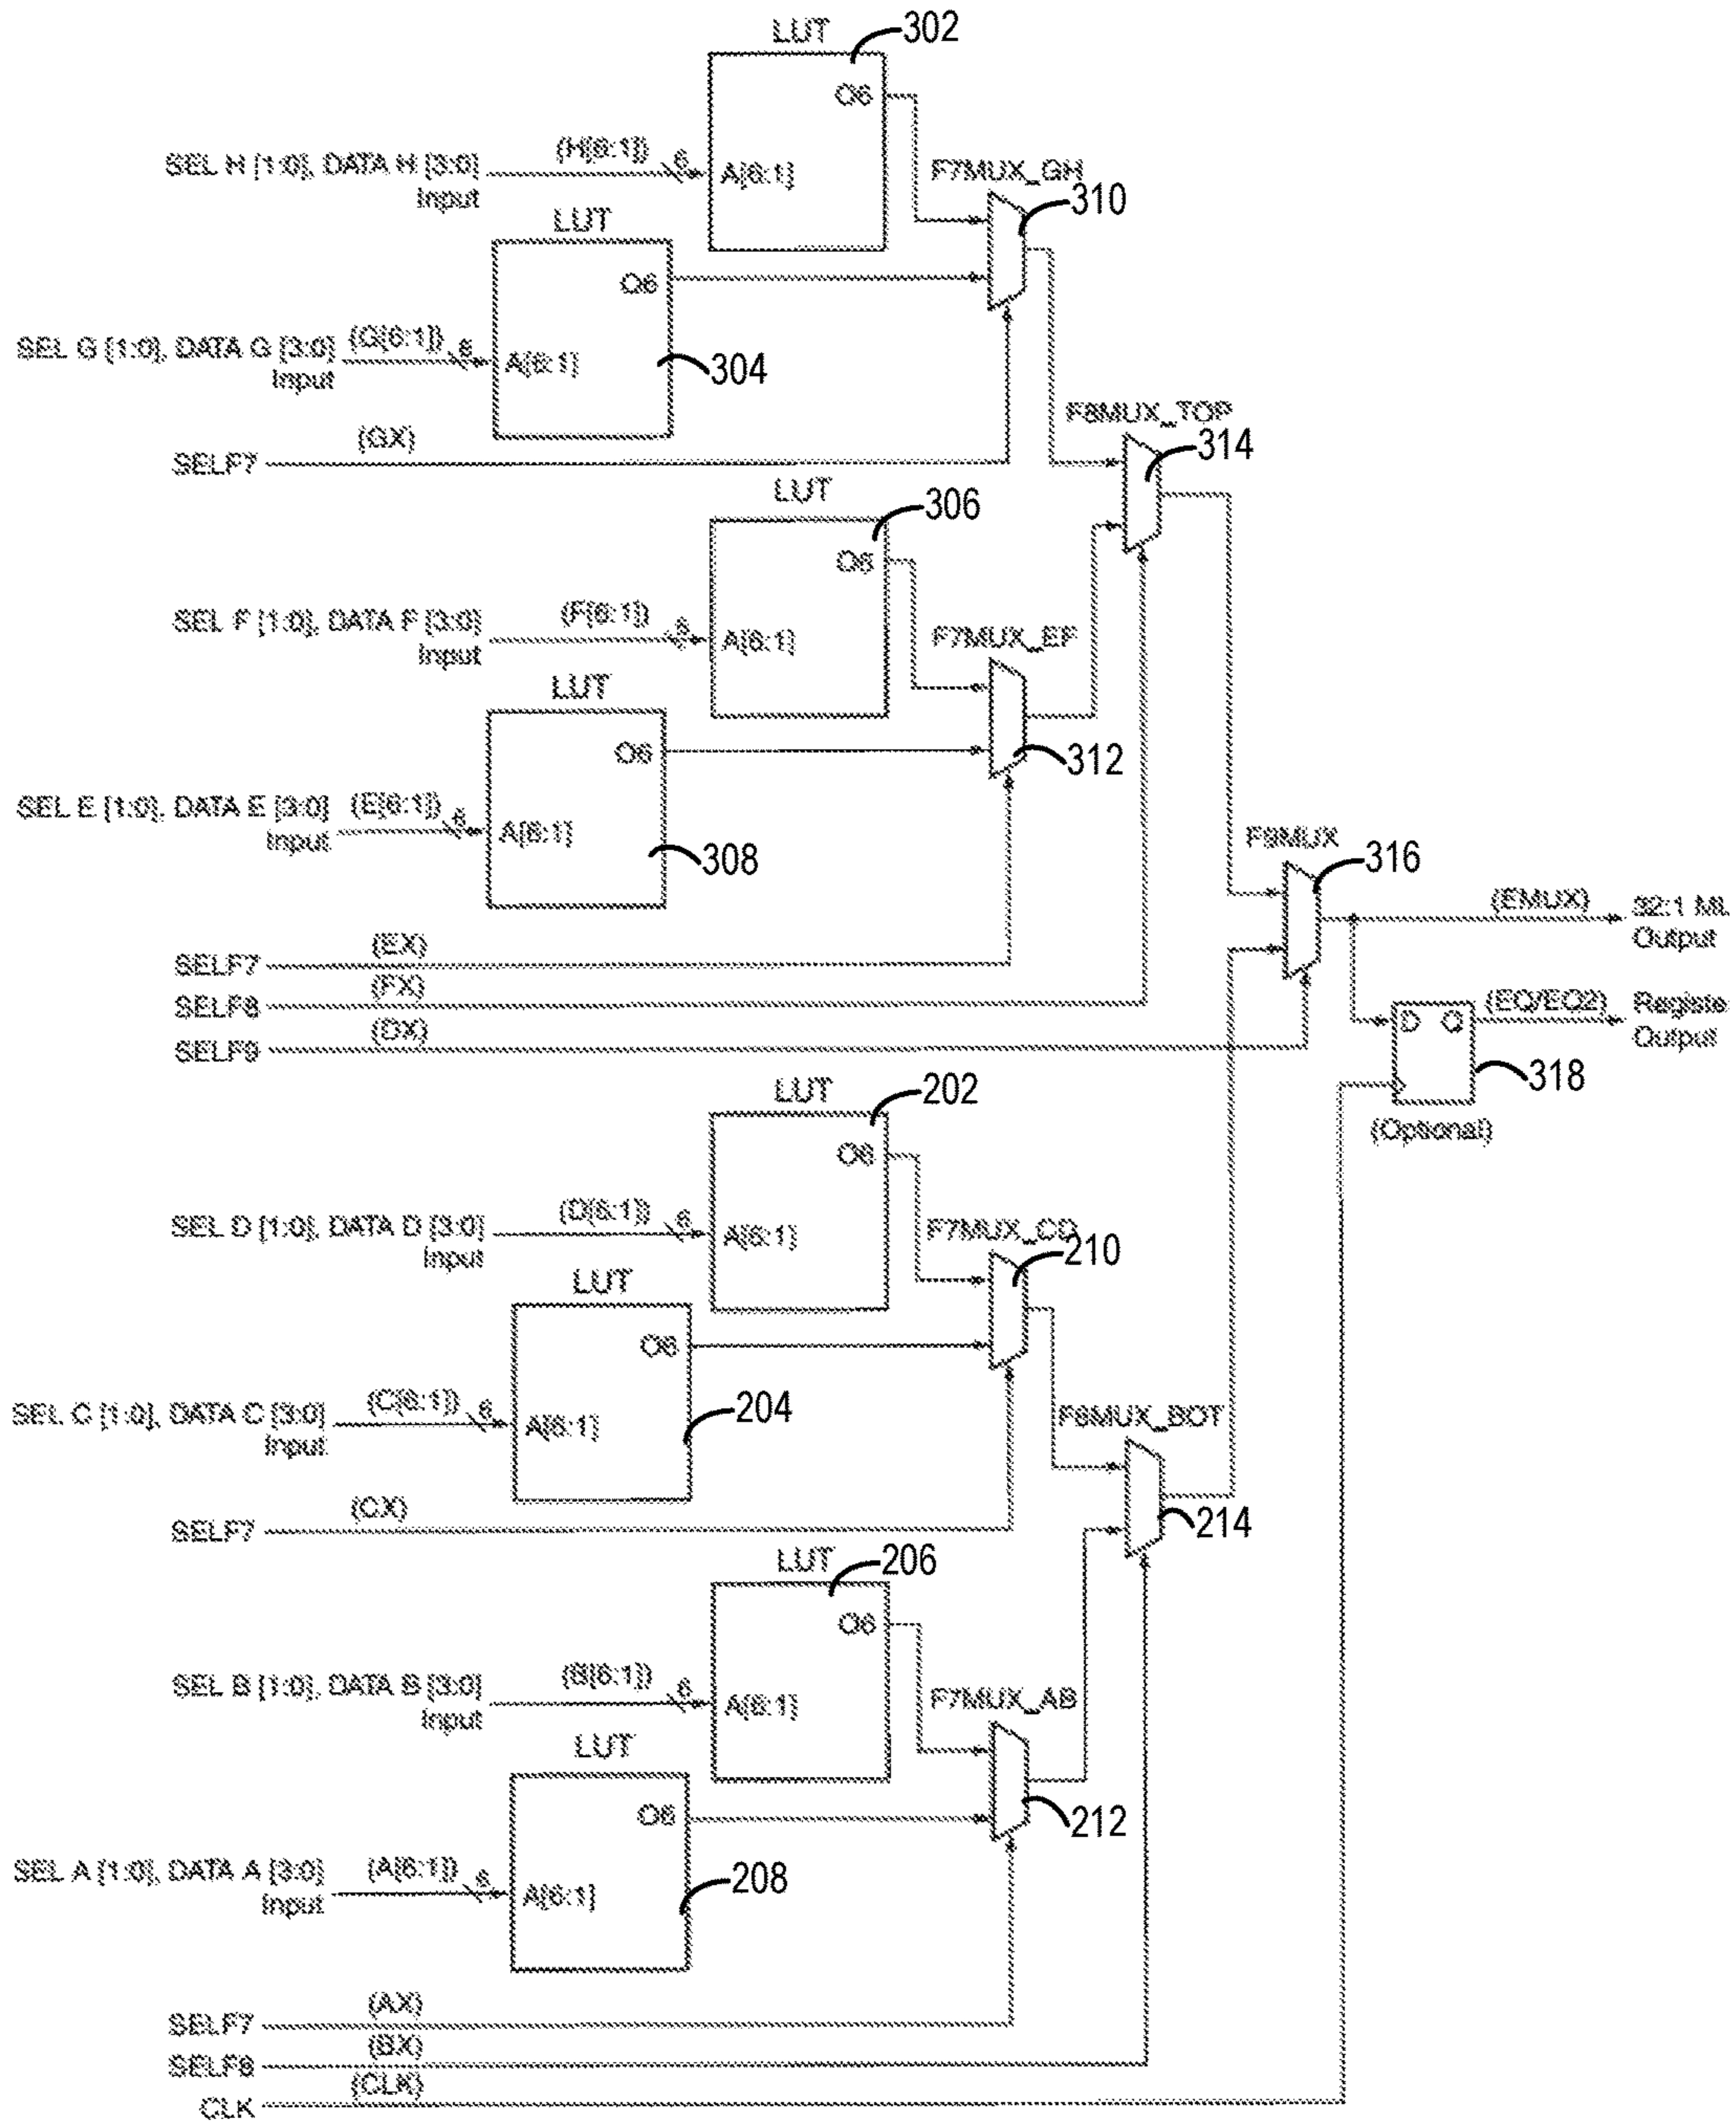 LUT
302
O6
(H[6:1])
6
SEL H [1:0], DATA H [3:0]
Input
A[6:1]
F7MUX_GH
310
LUT
O6
(G[6:1])
6
SEL G [1:0], DATA G [3:0]
Input
A[6:1]
304
F8MUX_TOP
314
(GX)
SELF7
LUT
306
O6
(F[6:1])
6
SEL F [1:0], DATA F [3:0]
Input
A[6:1]
F7MUX_EF
312
LUT
O6
(E[6:1])
6
SEL E [1:0], DATA E [3:0]
Input
A[6:1]
308
F9MUX
316
(EMUX)
32:1 MU
Output
(EX)
SELF7
(FX)
SELF8
(DX)
SELF9
D Q
(EQ/EQ2)
Registe
Output
318
(Optional)
LUT
202
O6
(D[6:1])
6
SEL D [1:0], DATA D [3:0]
Input
A[6:1]
F7MUX_CD
210
LUT
O6
(C[6:1])
6
SEL C [1:0], DATA C [3:0]
Input
A[6:1]
204
F8MUX_BOT
214
(CX)
SELF7
LUT
206
O6
(B[6:1])
6
SEL B [1:0], DATA B [3:0]
Input
A[6:1]
F7MUX_AB
212
LUT
O6
(A[6:1])
6
SEL A [1:0], DATA A [3:0]
Input
A[6:1]
208
(AX)
SELF7
(BX)
SELF8
(CLK)
CLK